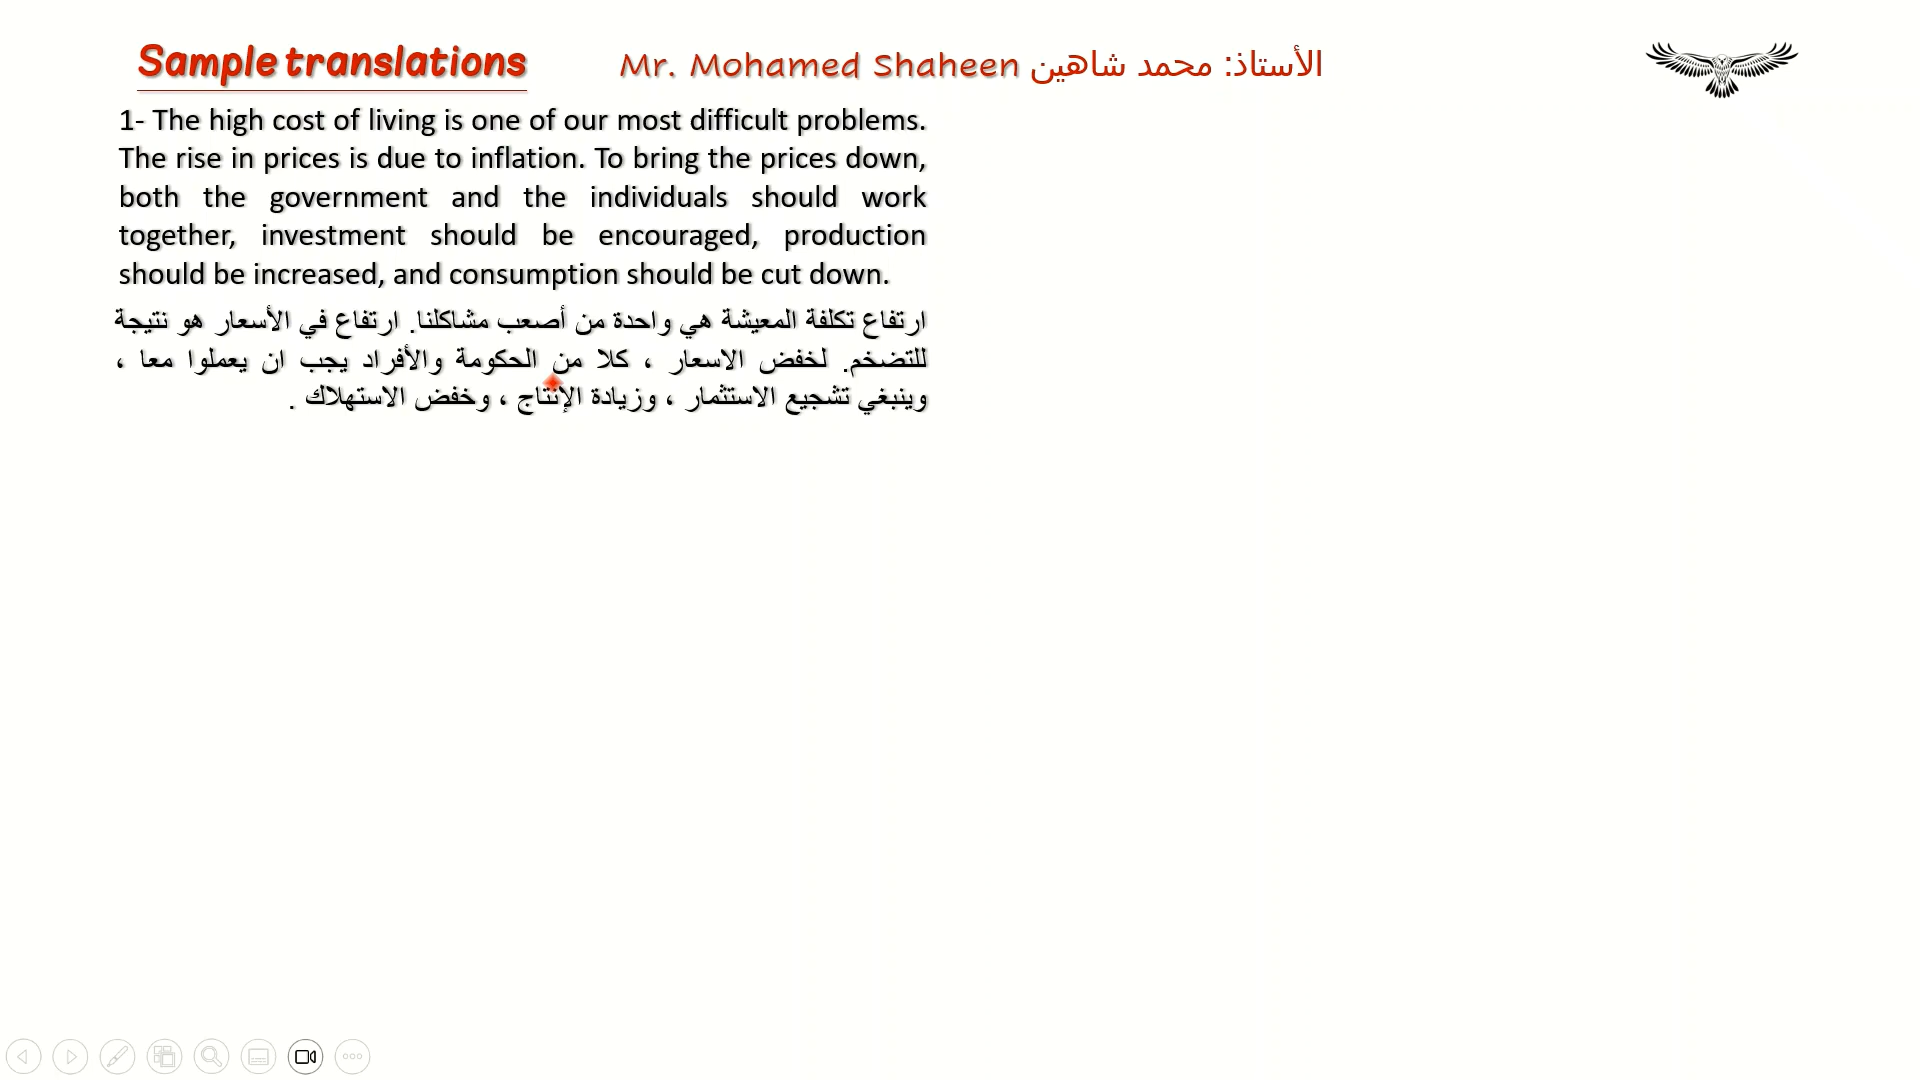 Sample translations
Mr. Mohamed Shaheen الأستاذ: محمد شاهين
1- The high cost of living is one of our most difficult problems.
The rise in prices is due to inflation. To bring the prices down,
both the government and the individuals should work
together, investment should be encouraged, production
should be increased, and consumption should be cut down.
ارتفاع تكلفة المعيشة هي واحدة من أصعب مشاكلنا. ارتفاع في الأسعار هو نتيجة
للتضخم. لخفض الاسعار ، كلا من الحكومة والأفراد يجب ان يعملوا معا ،
وينبغي تشجيع الاستثمار ، وزيادة الإنتاج ، وخفض الاستهلاك .